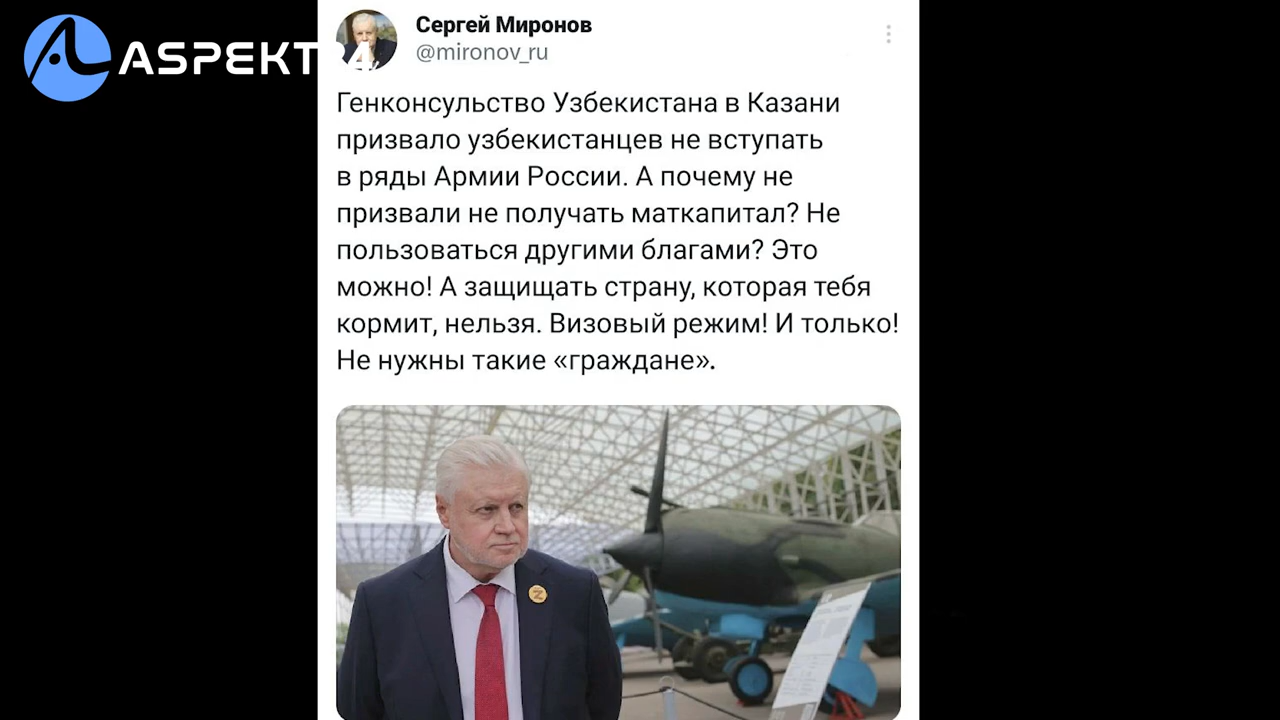 ASPEKT 24
Сергей Миронов
@mironov_ru
Генконсульство Узбекистана в Казани
призвало узбекистанцев не вступать
в ряды Армии России. А почему не
призвали не получать маткапитал? Не
пользоваться другими благами? Это
можно! А защищать страну, которая тебя
кормит, нельзя. Визовый режим! И только!
Не нужны такие «граждане».
Z